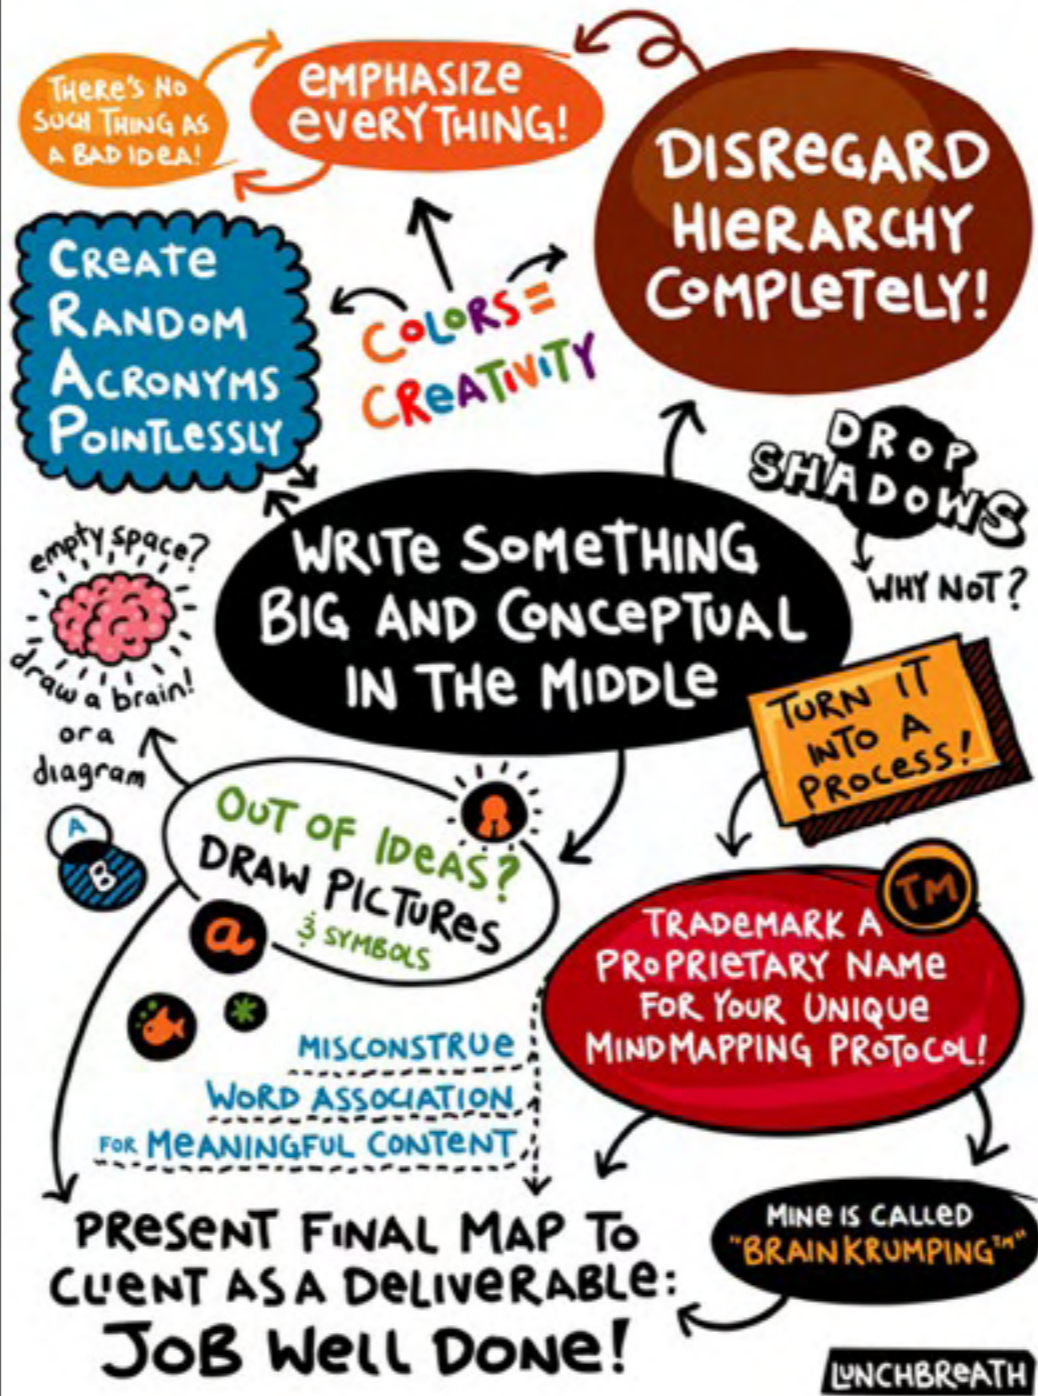 THERE'S NO
SUCH THING AS
A BAD IDEA!
EMPHASIZE
EVERYTHING!
DISREGARD
HIERARCHY
COMPLETELY!
CREATE
RANDOM
ACRONYMS
POINTLESSLY
COLORS =
CREATIVITY
DROP
SHADOWS
WHY NOT?
WRITE SOMETHING
BIG AND CONCEPTUAL
IN THE MIDDLE
empty space?
draw a brain!
or a
diagram
A
B
TURN IT
INTO A
PROCESS!
OUT OF IDEAS?
DRAW PICTURES
& SYMBOLS
a
*
TM
TRADEMARK A
PROPRIETARY NAME
FOR YOUR UNIQUE
MINDMAPPING PROTOCOL!
MISCONSTRUE
WORD ASSOCIATION
FOR MEANINGFUL CONTENT
MINE IS CALLED
"BRAIN KRUMPING™"
PRESENT FINAL MAP TO
CLIENT AS A DELIVERABLE:
JOB WELL DONE!
LUNCHBREATH